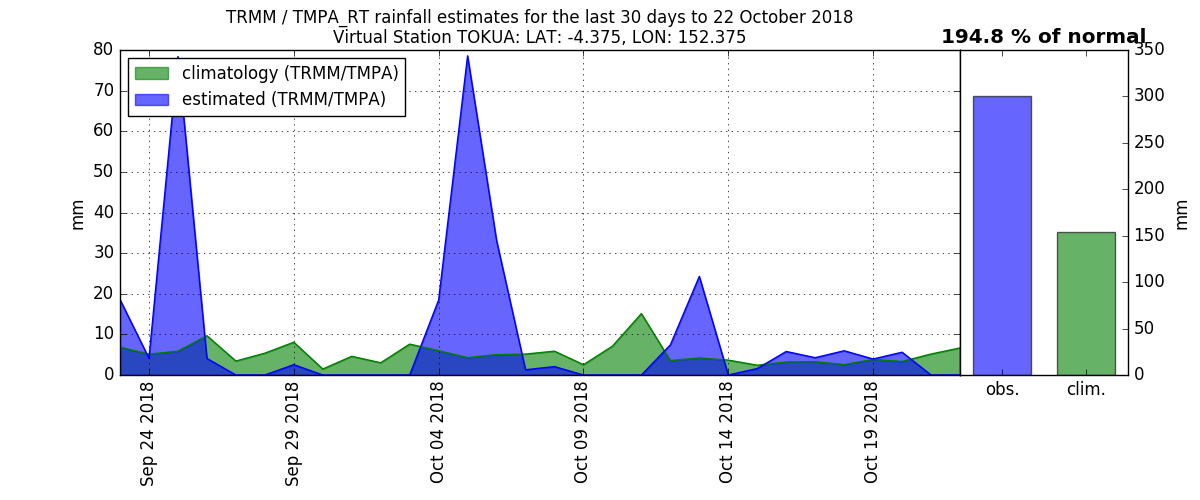 TRMM / TMPA_RT rainfall estimates for the last 30 days to 22 October 2018
Virtual Station TOKUA: LAT: -4.375, LON: 152.375
194.8 % of normal
climatology (TRMM/TMPA)
estimated (TRMM/TMPA)
80
70
60
50
40
30
20
10
0
mm
Sep 24 2018
Sep 29 2018
Oct 04 2018
Oct 09 2018
Oct 14 2018
Oct 19 2018
350
300
250
200
150
100
50
0
mm
obs.
clim.